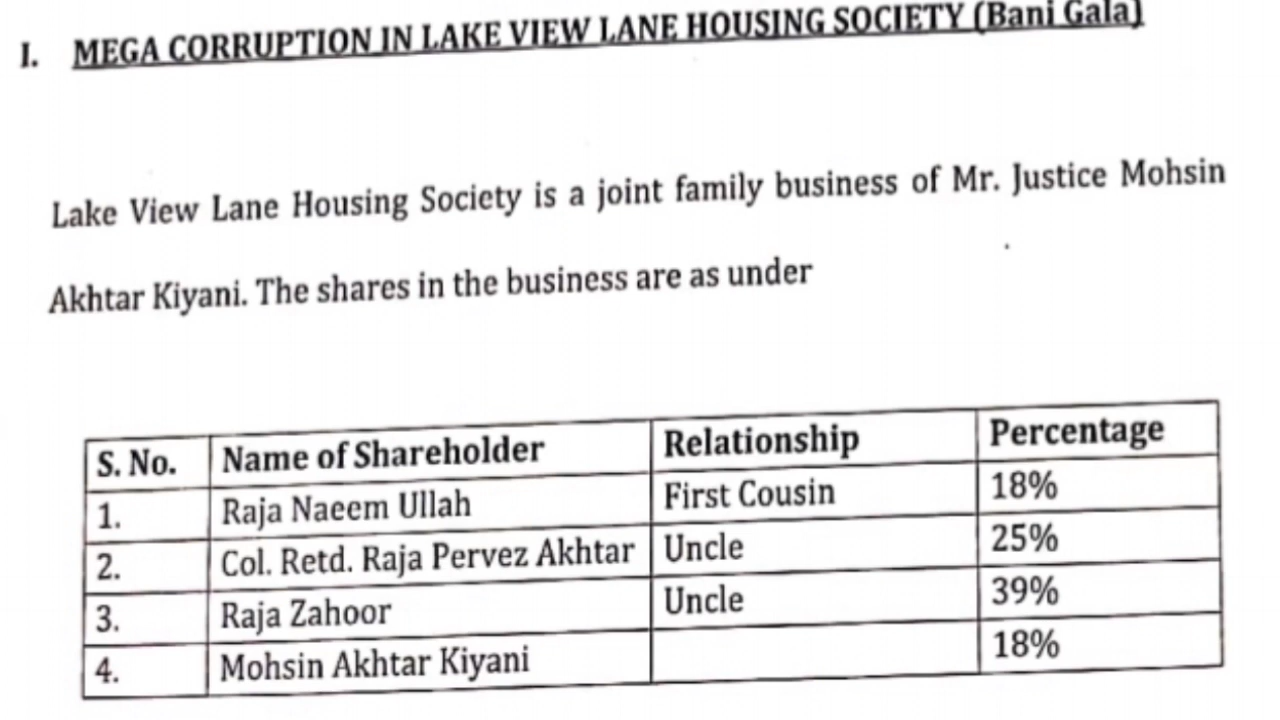 I. MEGA CORRUPTION IN LAKE VIEW LANE HOUSING SOCIETY (Bani Gala)
Lake View Lane Housing Society is a joint family business of Mr. Justice Mohsin
Akhtar Kiyani. The shares in the business are as under
S. No. Name of Shareholder Relationship Percentage
1. Raja Naeem Ullah First Cousin 18%
2. Col. Retd. Raja Pervez Akhtar Uncle 25%
3. Raja Zahoor Uncle 39%
4. Mohsin Akhtar Kiyani 18%